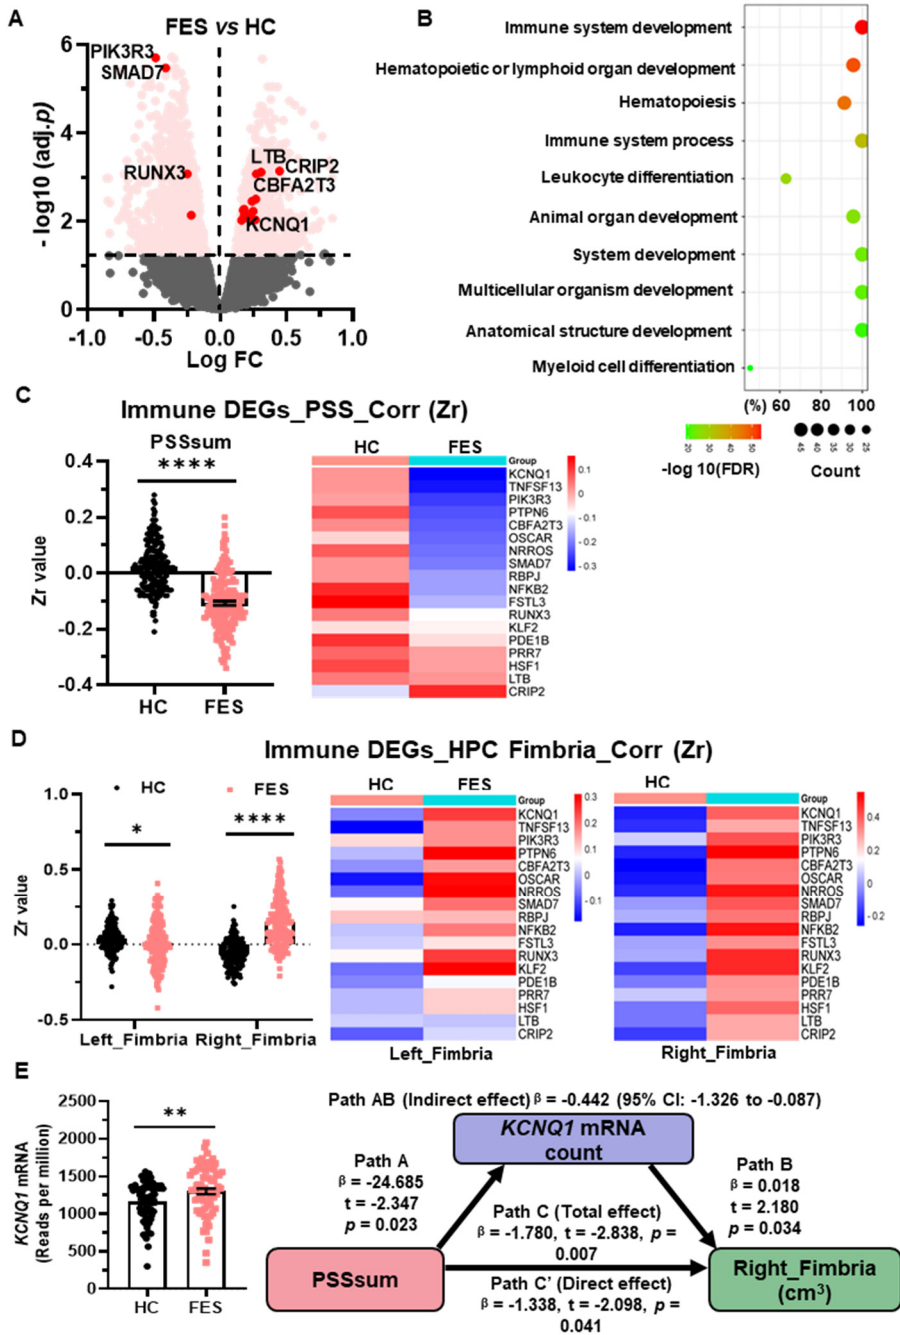 A
FES vs HC
PIK3R3
SMAD7
RUNX3
LTB
CRIP2
CBFA2T3
KCNQ1
- log10 (adj.p)
6
4
2
0
-1.0
-0.5
0.0
0.5
1.0
Log FC
B
Immune system development
Hematopoietic or lymphoid organ development
Hematopoiesis
Immune system process
Leukocyte differentiation
Animal organ development
System development
Multicellular organism development
Anatomical structure development
Myeloid cell differentiation
(%) 60 80 100
20 30 40 50
-log 10(FDR)
45 40 35 30 25
Count
C
Immune DEGs_PSS_Corr (Zr)
PSSsum
****
Zr value
0.4
0.2
0.0
-0.2
-0.4
HC
FES
HC
FES
Group
KCNQ1
TNFSF13
PIK3R3
PTPN6
CBFA2T3
OSCAR
NRROS
SMAD7
RBPJ
NFKB2
FSTL3
RUNX3
KLF2
PDE1B
PRR7
HSF1
LTB
CRIP2
0.1
0
-0.1
-0.2
-0.3
D
Immune DEGs_HPC Fimbria_Corr (Zr)
HC
FES
*
****
Zr value
1.0
0.5
0.0
-0.5
Left_Fimbria
Right_Fimbria
HC
FES
Group
KCNQ1
TNFSF13
PIK3R3
PTPN6
CBFA2T3
OSCAR
NRROS
SMAD7
RBPJ
NFKB2
FSTL3
RUNX3
KLF2
PDE1B
PRR7
HSF1
LTB
CRIP2
0.3
0.2
0.1
0
-0.1
Left_Fimbria
HC
Group
KCNQ1
TNFSF13
PIK3R3
PTPN6
CBFA2T3
OSCAR
NRROS
SMAD7
RBPJ
NFKB2
FSTL3
RUNX3
KLF2
PDE1B
PRR7
HSF1
LTB
CRIP2
0.4
0.2
0
-0.2
Right_Fimbria
E
KCNQ1 mRNA
(Reads per million)
2500
2000
1500
1000
500
0
**
HC
FES
Path AB (Indirect effect) β = -0.442 (95% CI: -1.326 to -0.087)
KCNQ1 mRNA
count
Path A
β = -24.685
t = -2.347
p = 0.023
Path B
β = 0.018
t = 2.180
p = 0.034
Path C (Total effect)
β = -1.780, t = -2.838, p =
0.007
PSSsum
Right_Fimbria
(cm³)
Path C' (Direct effect)
β = -1.338, t = -2.098, p =
0.041